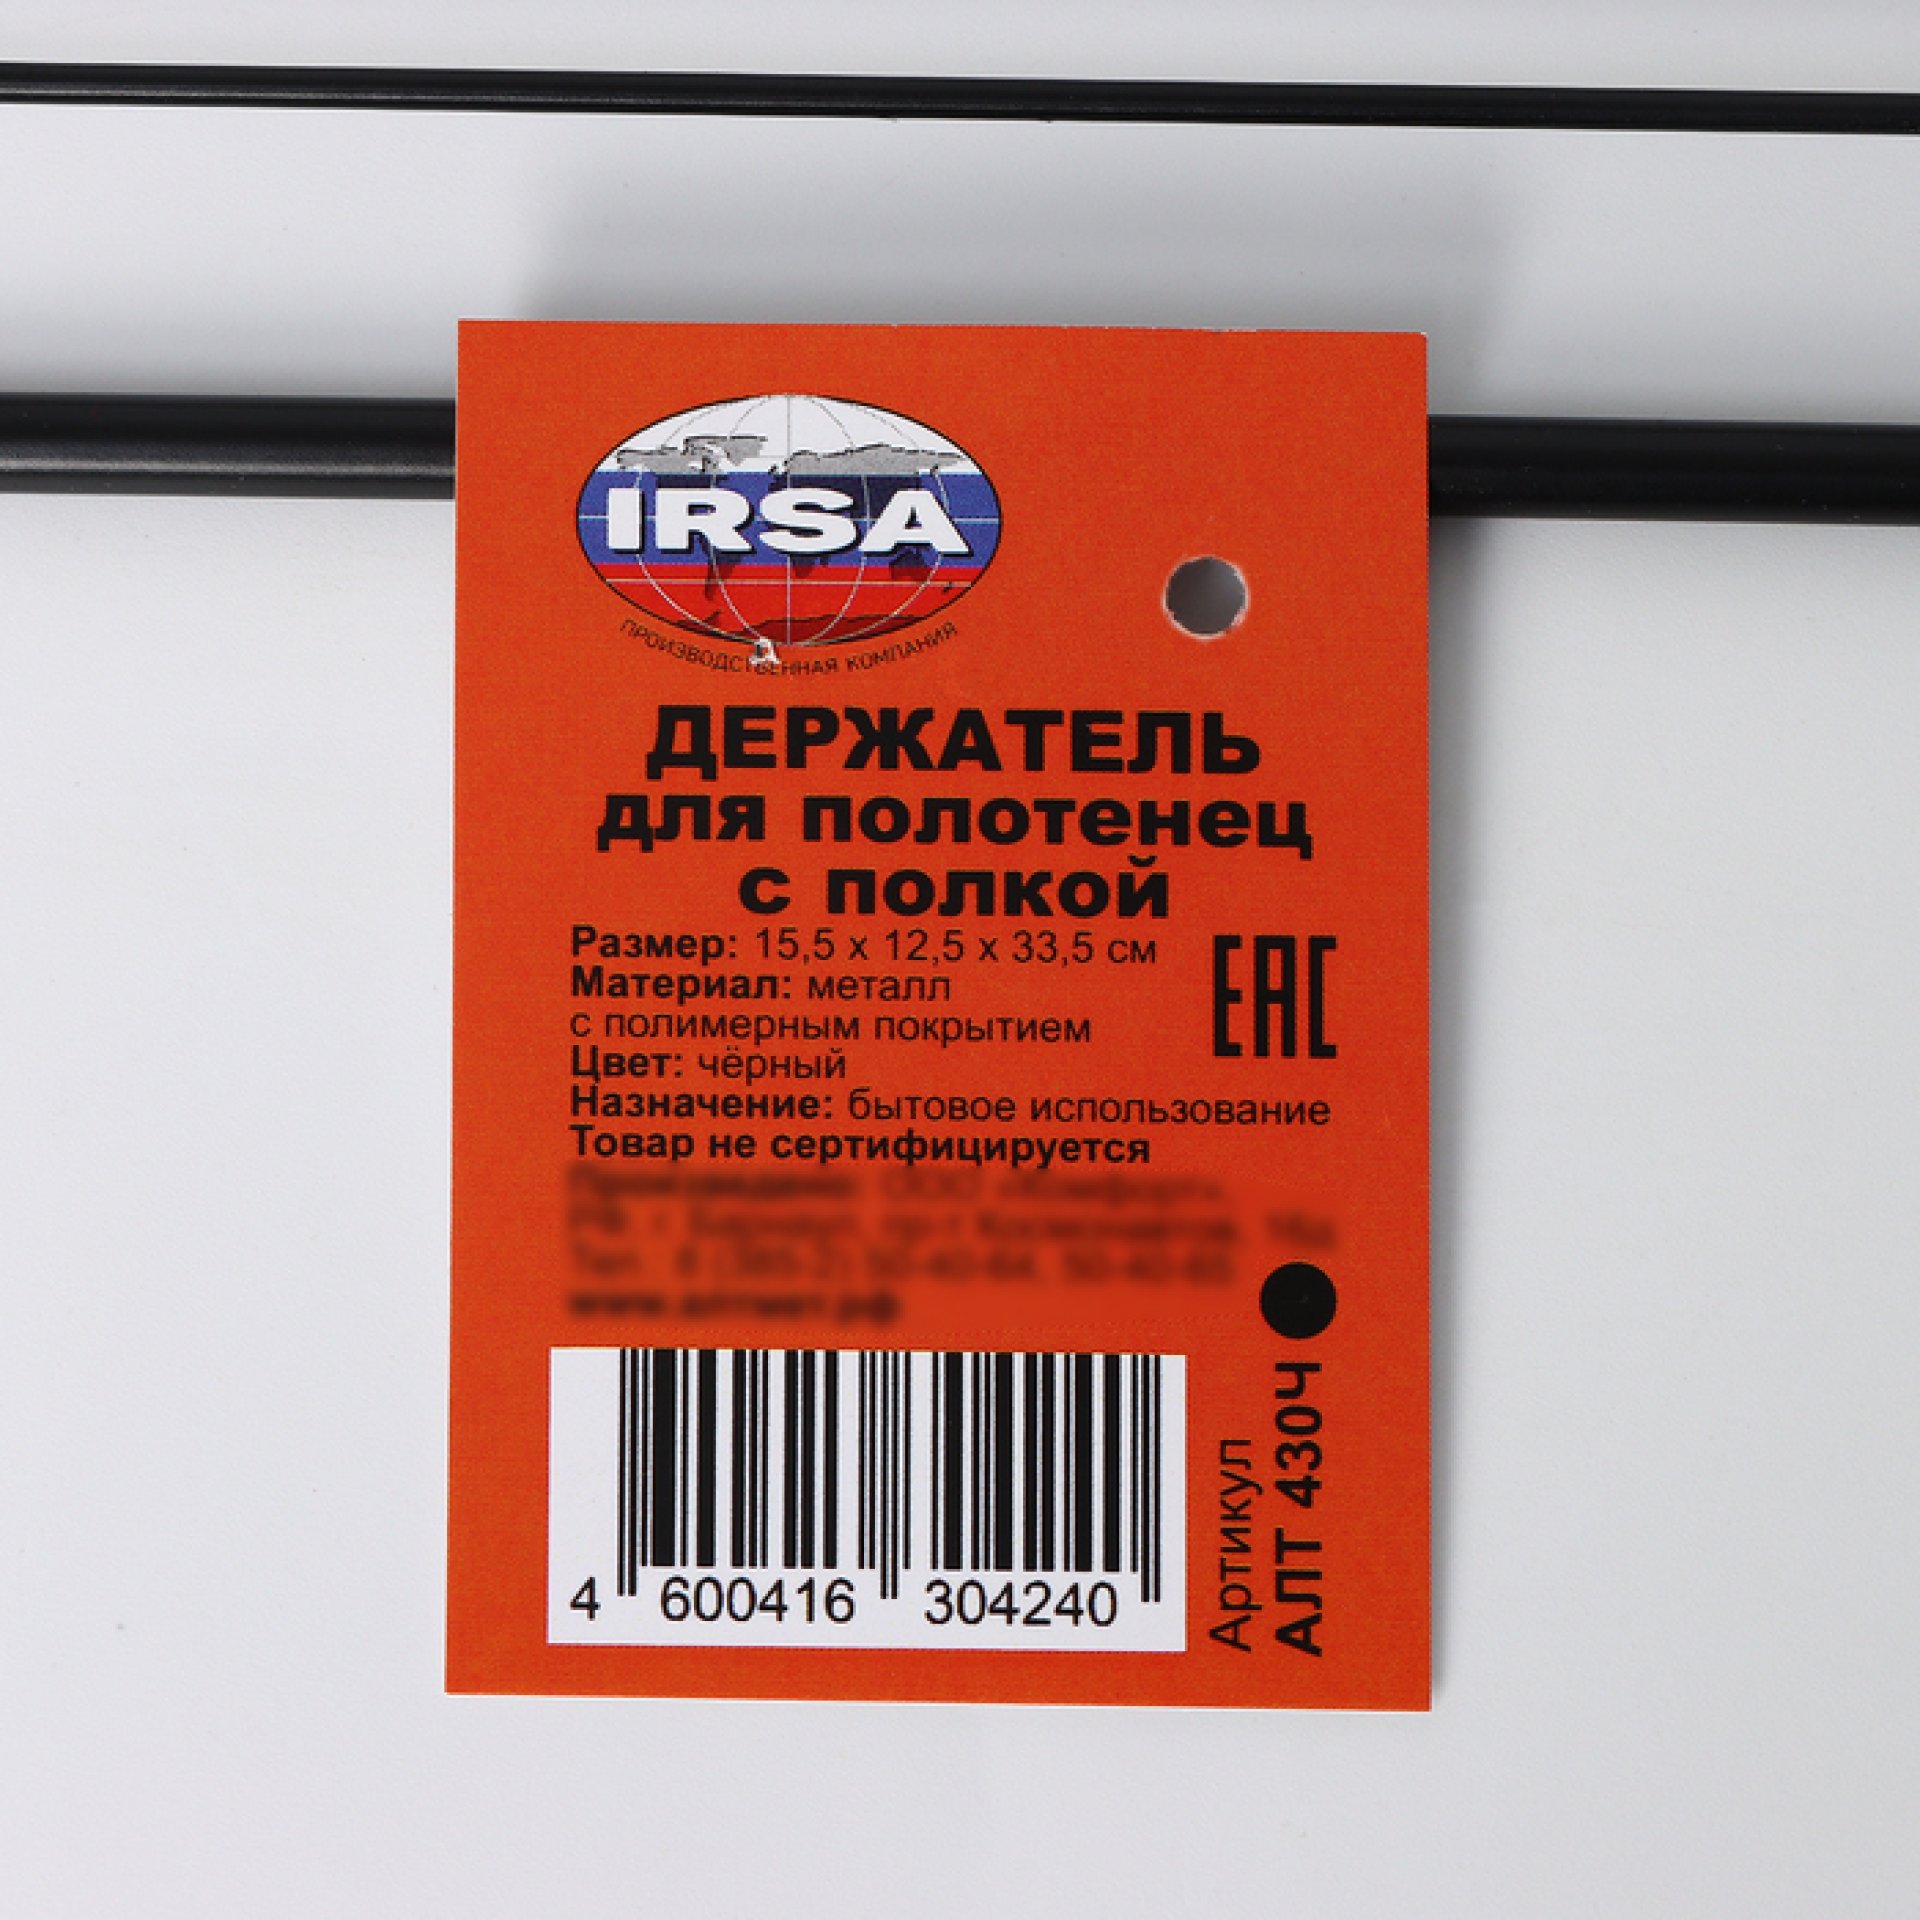 IRSA
ПРОИЗВОДСТВЕННАЯ КОМПАНИЯ
ДЕРЖАТЕЛЬ
для полотенец
с полкой
Размер: 15,5 х 12,5 х 33,5 см
Материал: металл
с полимерным покрытием
Цвет: чёрный
Назначение: бытовое использование
Товар не сертифицируется
EAC
Артикул
АЛТ 430Ч
4 600416 304240